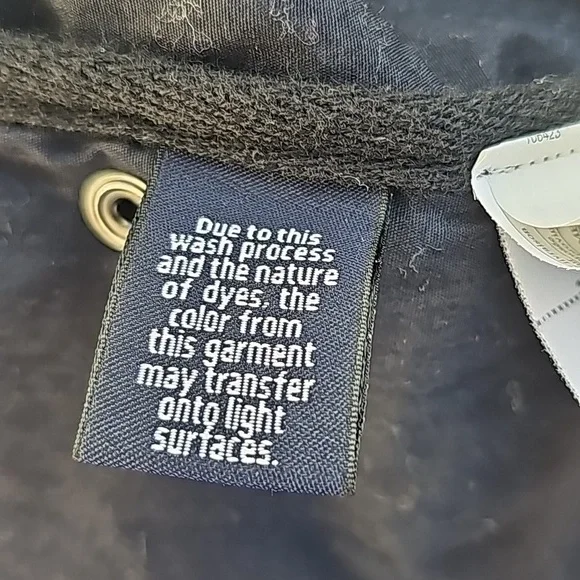 Due to this
wash process
and the nature
of dyes, the
color from
this garment
may transfer
onto light
surfaces.